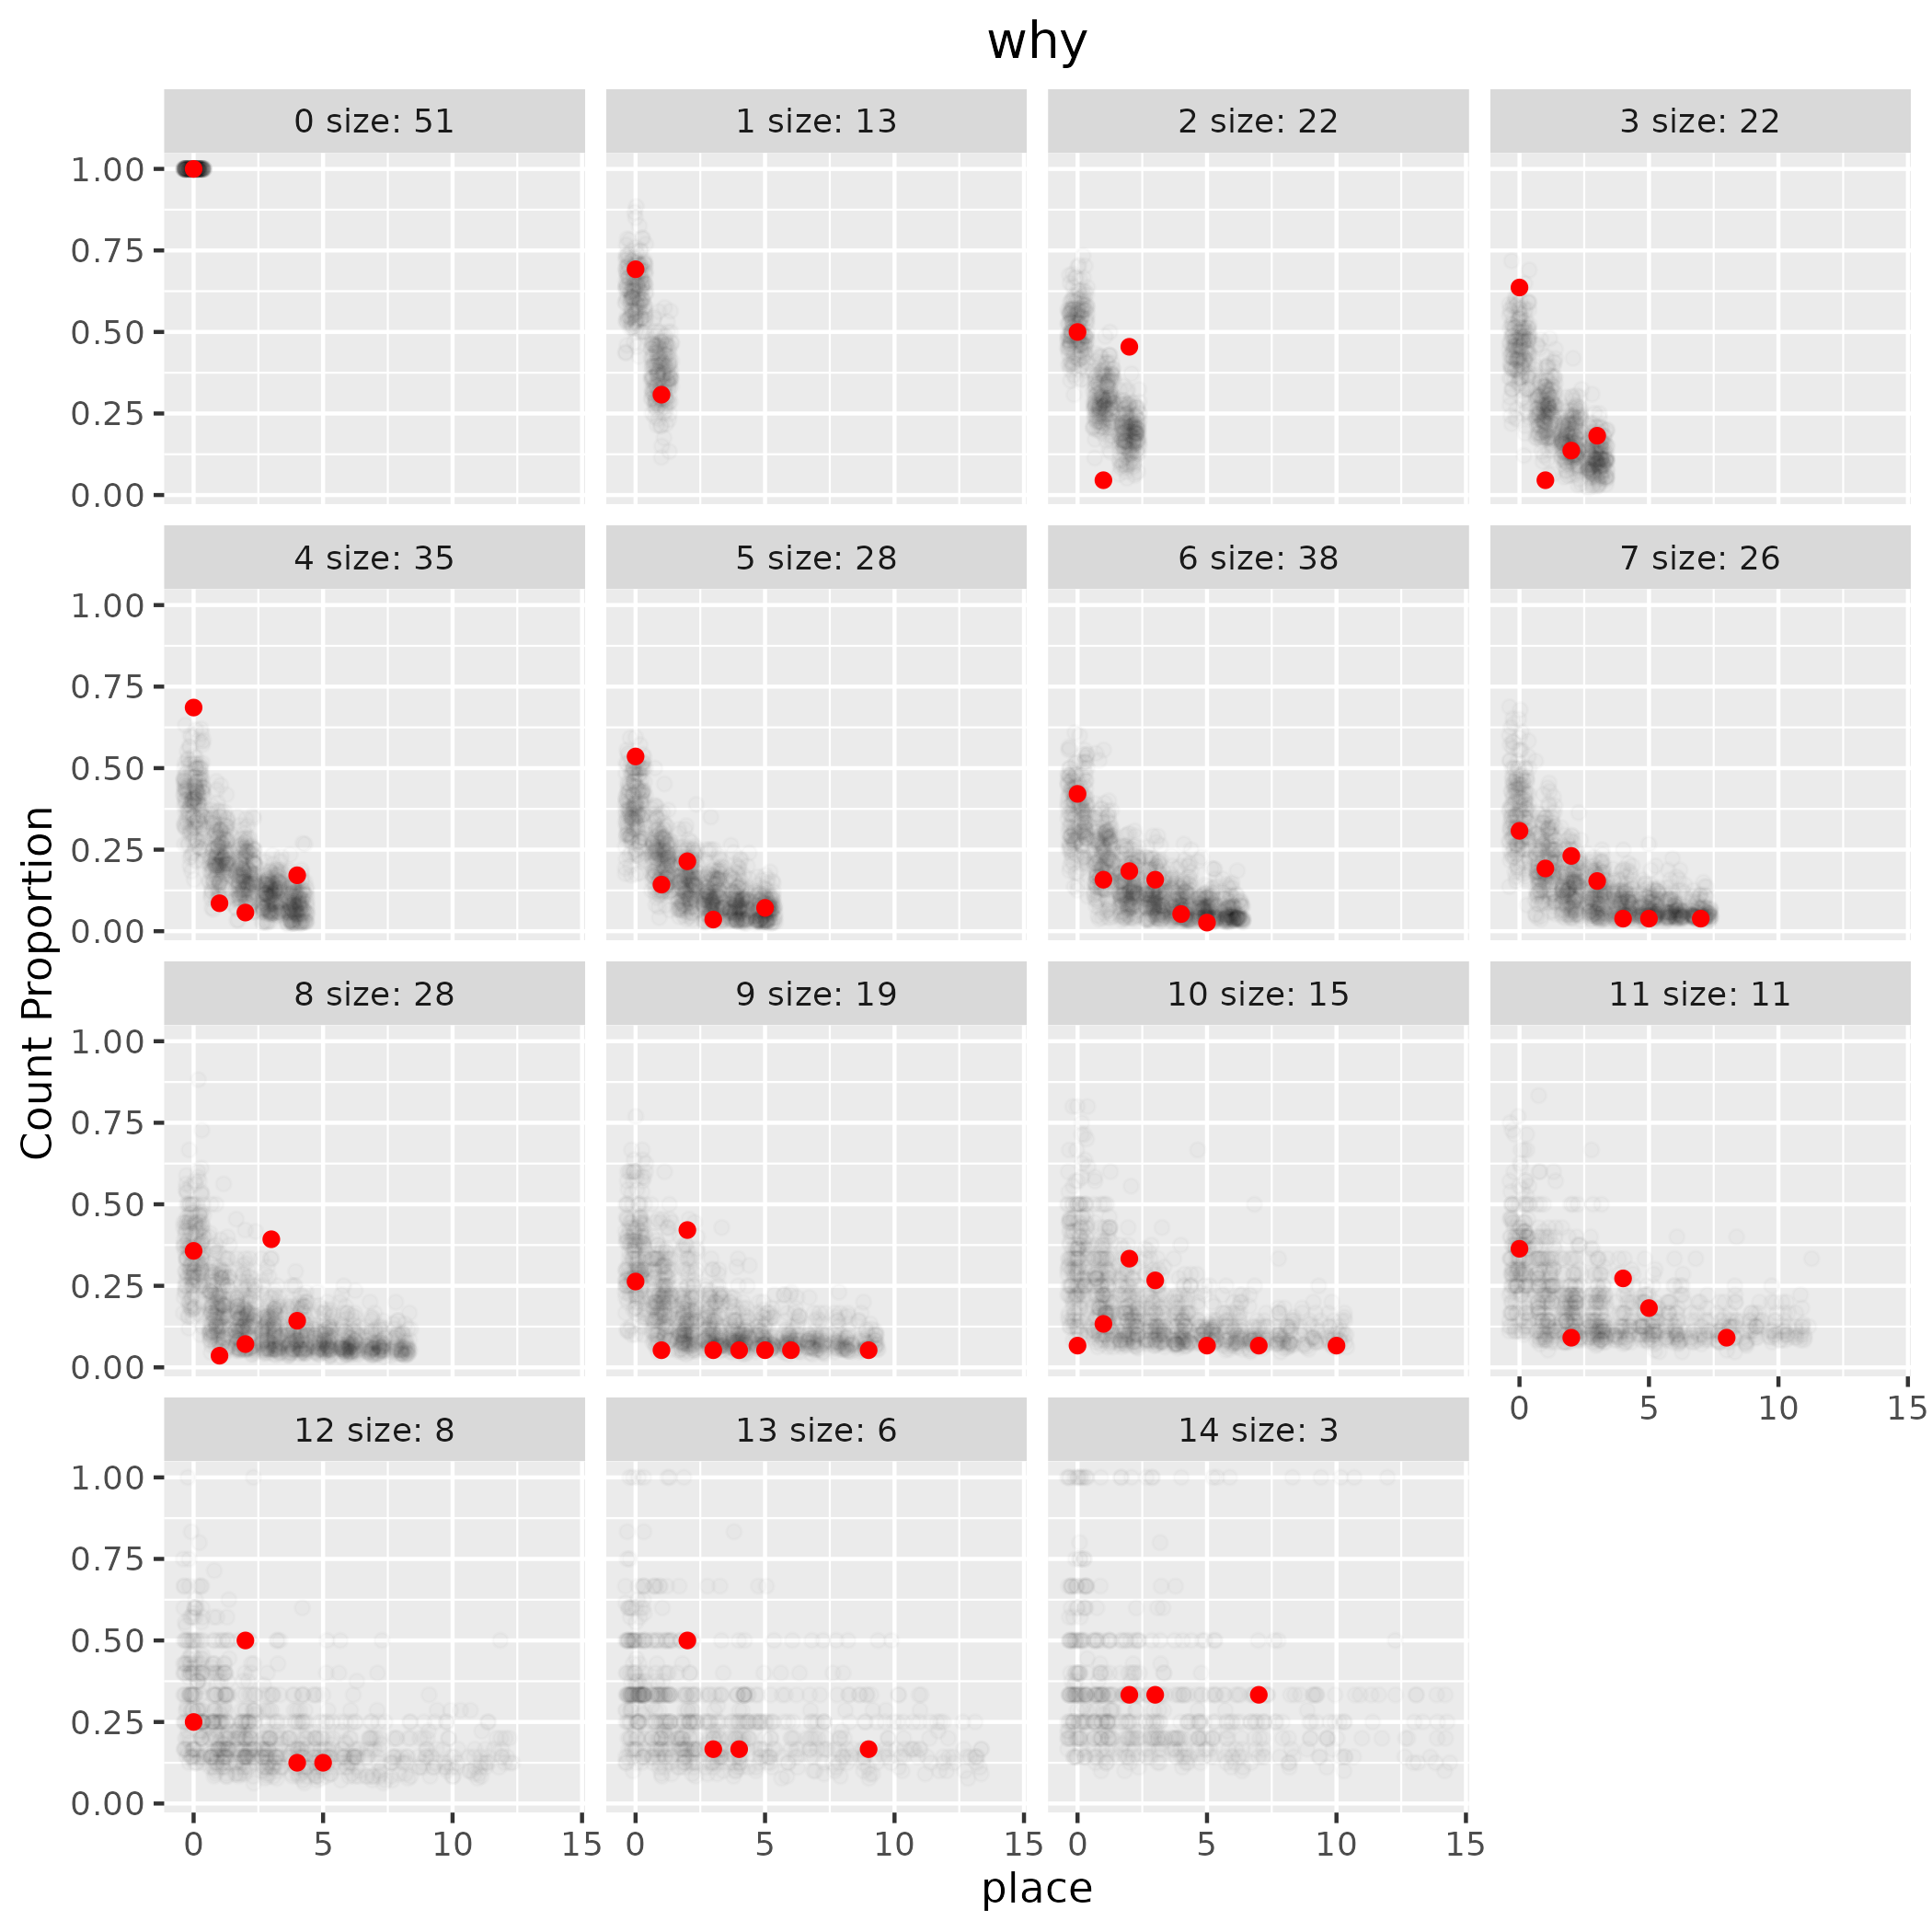 why
0 size: 51
1 size: 13
2 size: 22
3 size: 22
1.00
0.75
0.50
0.25
0.00
4 size: 35
5 size: 28
6 size: 38
7 size: 26
1.00
0.75
0.50
0.25
0.00
Count Proportion
8 size: 28
9 size: 19
10 size: 15
11 size: 11
1.00
0.75
0.50
0.25
0.00
0 5 10 15
12 size: 8
13 size: 6
14 size: 3
1.00
0.75
0.50
0.25
0.00
0 5 10 15
0 5 10 15
0 5 10 15
place